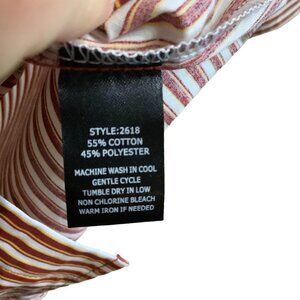 STYLE:2618
55% COTTON
45% POLYESTER
MACHINE WASH IN COOL
GENTLE CYCLE
TUMBLE DRY IN LOW
NON CHLORINE BLEACH
WARM IRON IF NEEDED